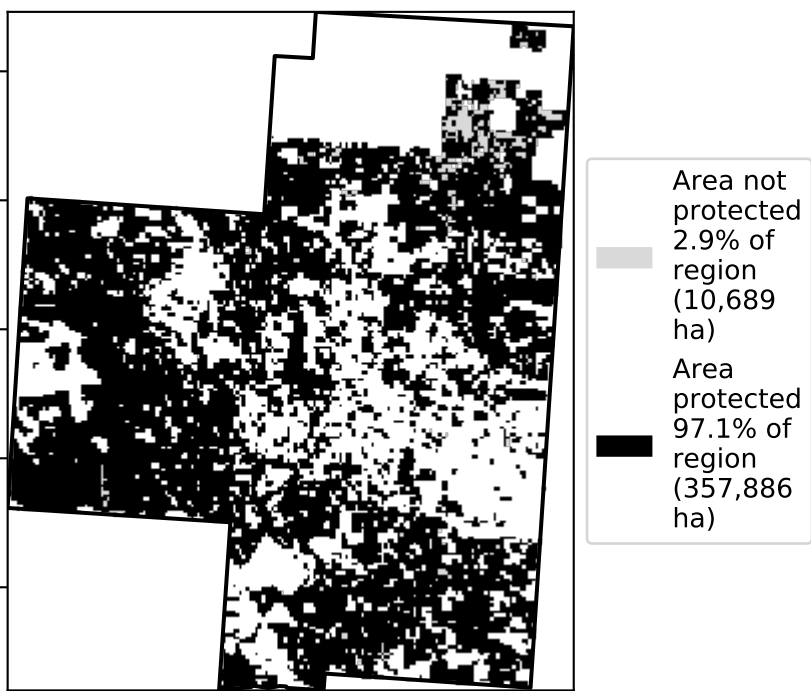 Area not
protected
2.9% of
region
(10,689
ha)
Area
protected
97.1% of
region
(357,886
ha)